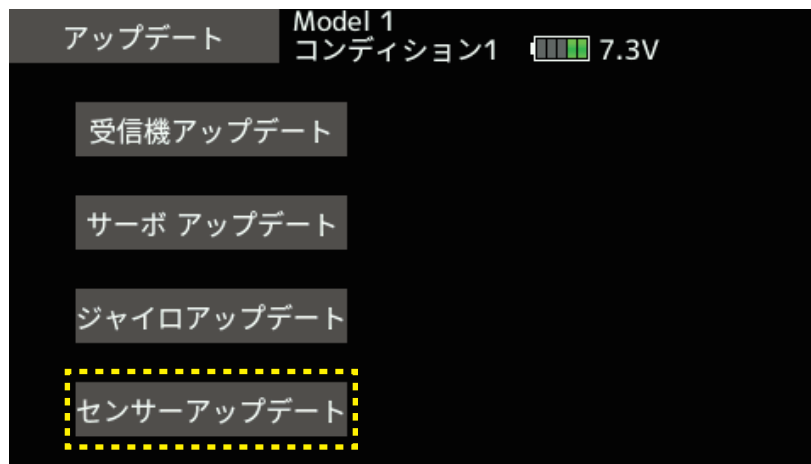 アップデート
Model 1
コンディション1 7.3V
受信機アップデート
サーボ アップデート
ジャイロアップデート
センサーアップデート